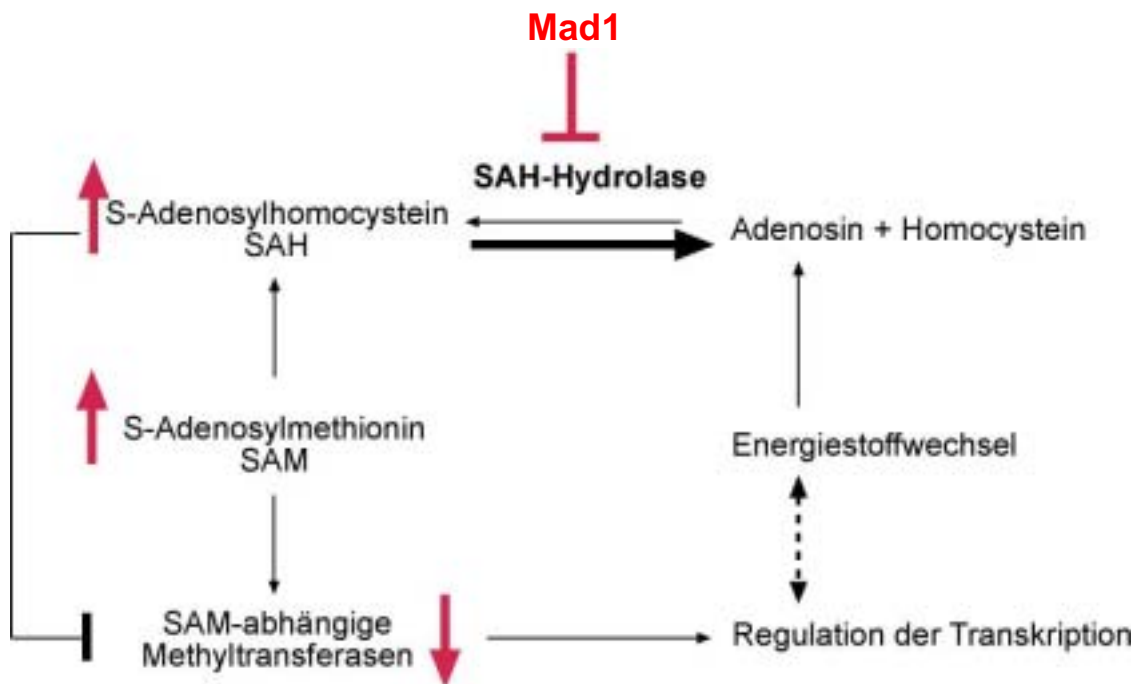 Mad1
SAH-Hydrolase
S-Adenosylhomocystein
SAH
Adenosin + Homocystein
S-Adenosylmethionin
SAM
Energiestoffwechsel
SAM-abhängige
Methyltransferasen
Regulation der Transkription